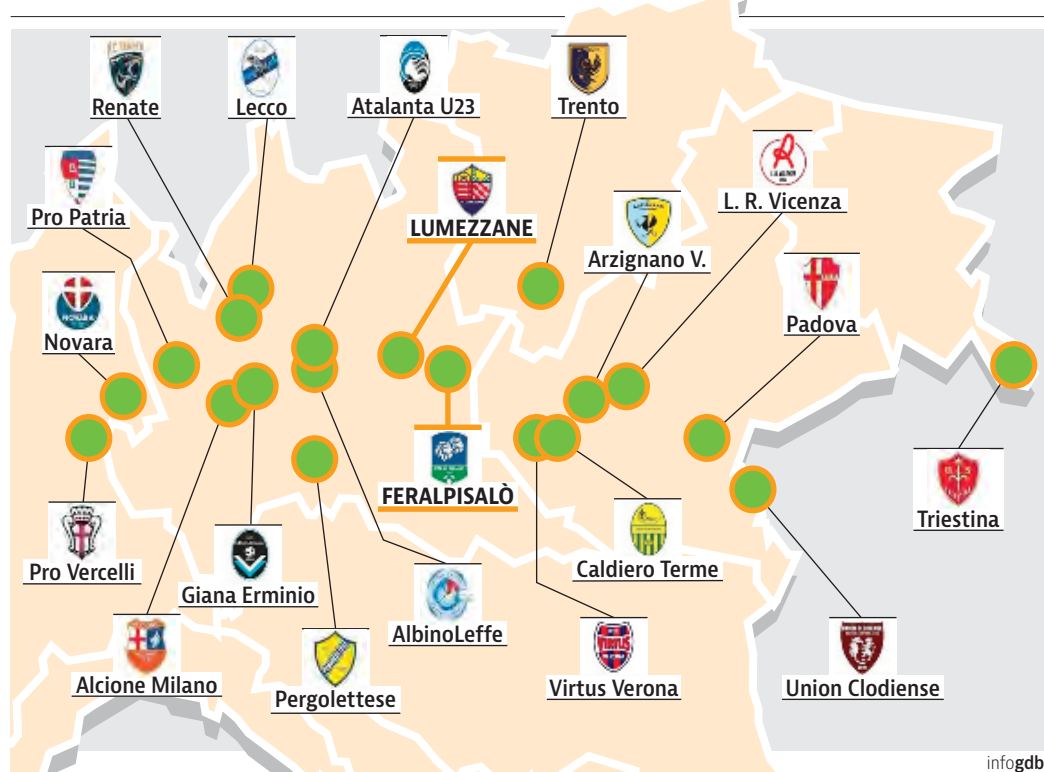 Renate
Lecco
Atalanta U23
Trento
Pro Patria
LUMEZZANE
L. R. Vicenza
Arzignano V.
Novara
Padova
FERALPISALÒ
Triestina
Pro Vercelli
Giana Erminio
Caldiero Terme
AlbinoLeffe
Alcione Milano
Pergolettese
Virtus Verona
Union Clodiense
infogdb